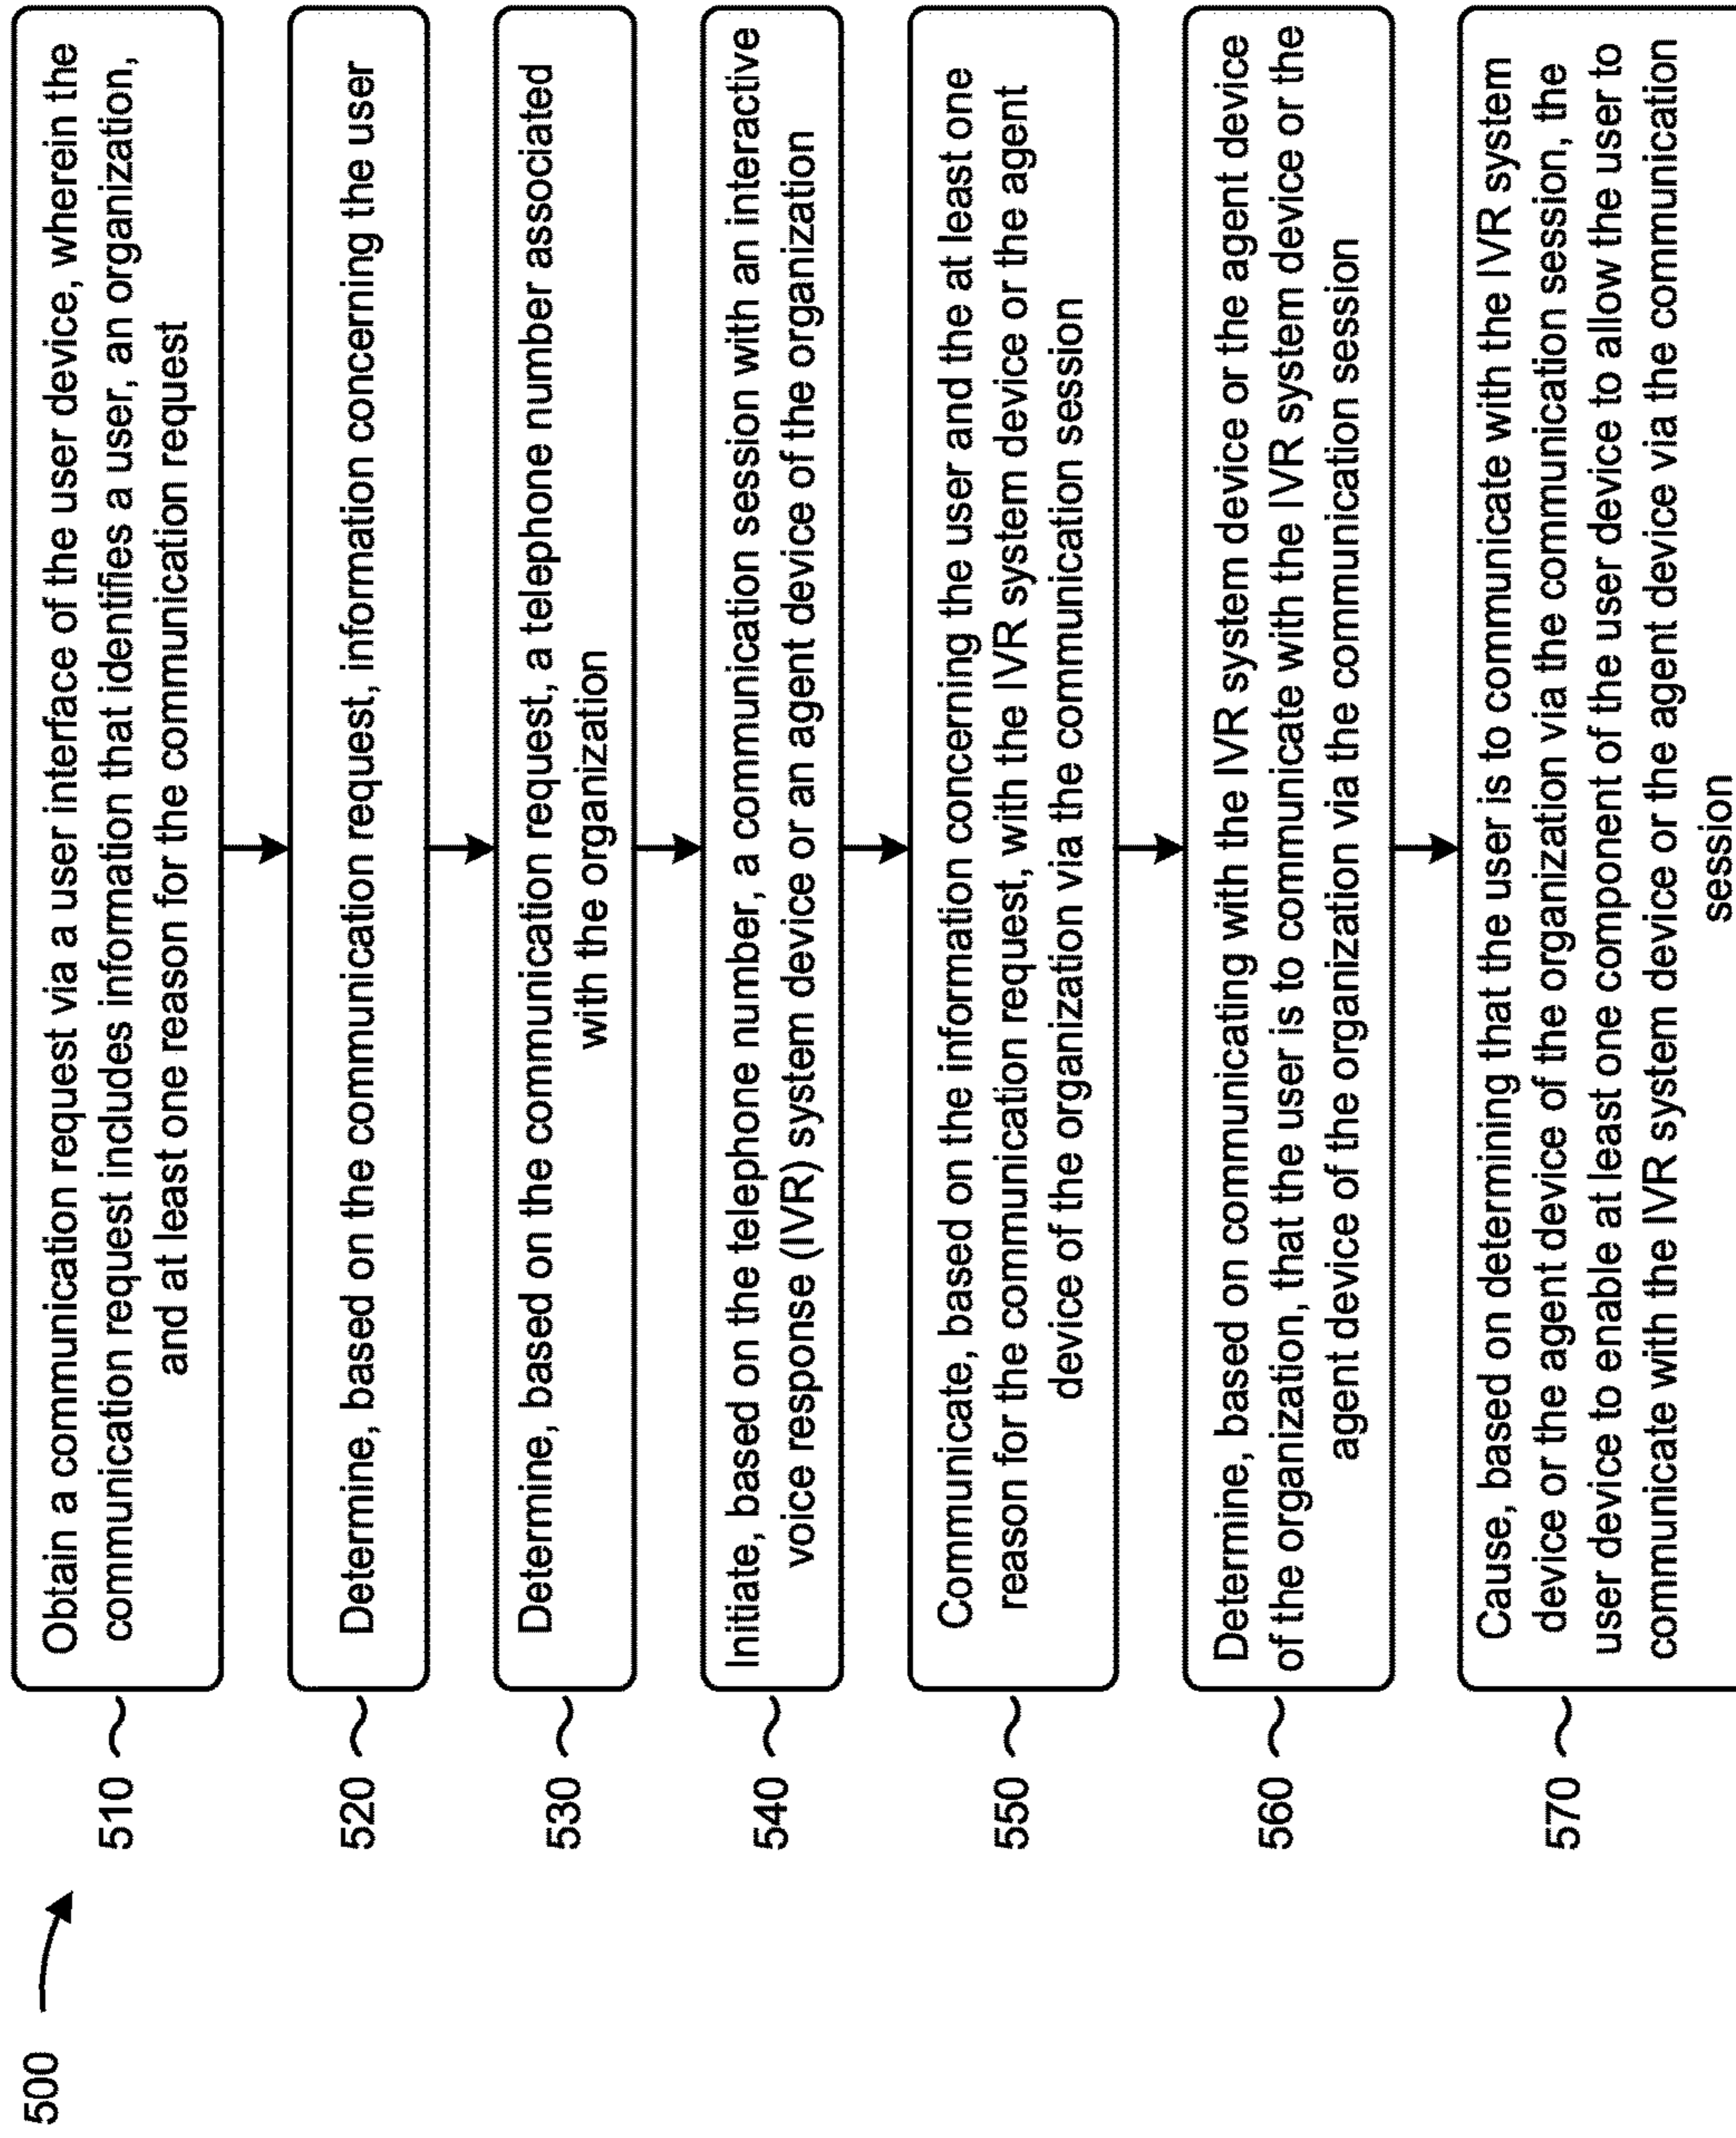 500
510
Obtain a communication request via a user interface of the user device, wherein the
communication request includes information that identifies a user, an organization,
and at least one reason for the communication request
520
Determine, based on the communication request, information concerning the user
530
Determine, based on the communication request, a telephone number associated
with the organization
540
Initiate, based on the telephone number, a communication session with an interactive
voice response (IVR) system device or an agent device of the organization
550
Communicate, based on the information concerning the user and the at least one
reason for the communication request, with the IVR system device or the agent
device of the organization via the communication session
560
Determine, based on communicating with the IVR system device or the agent device
of the organization, that the user is to communicate with the IVR system device or the
agent device of the organization via the communication session
570
Cause, based on determining that the user is to communicate with the IVR system
device or the agent device of the organization via the communication session, the
user device to enable at least one component of the user device to allow the user to
communicate with the IVR system device or the agent device via the communication
session